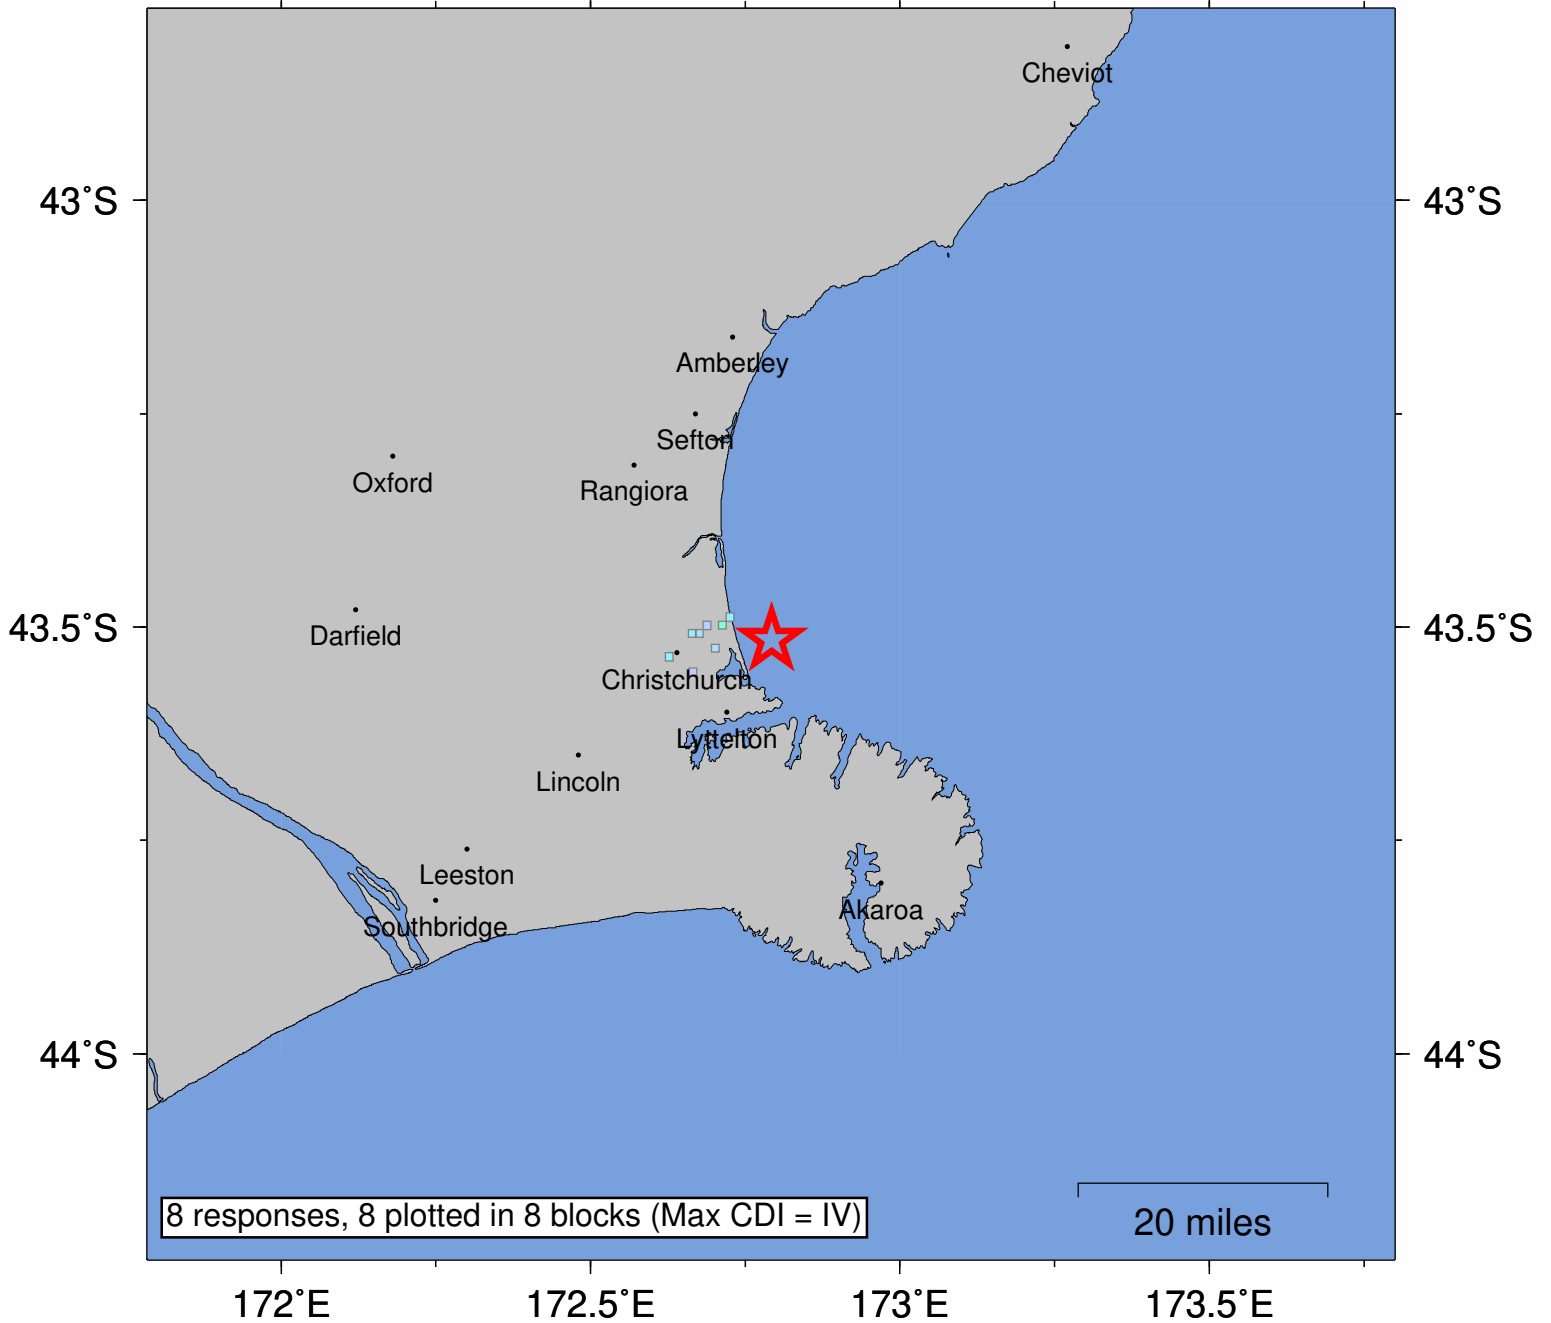 Cheviot
43°S
43°S
Amberley
Sefton
Oxford
Rangiora
43.5°S
43.5°S
Darfield
Christchurch
Lyttelton
Lincoln
Leeston
Akaroa
Southbridge
44°S
44°S
8 responses, 8 plotted in 8 blocks (Max CDI = IV)
20 miles
172°E
172.5°E
173°E
173.5°E